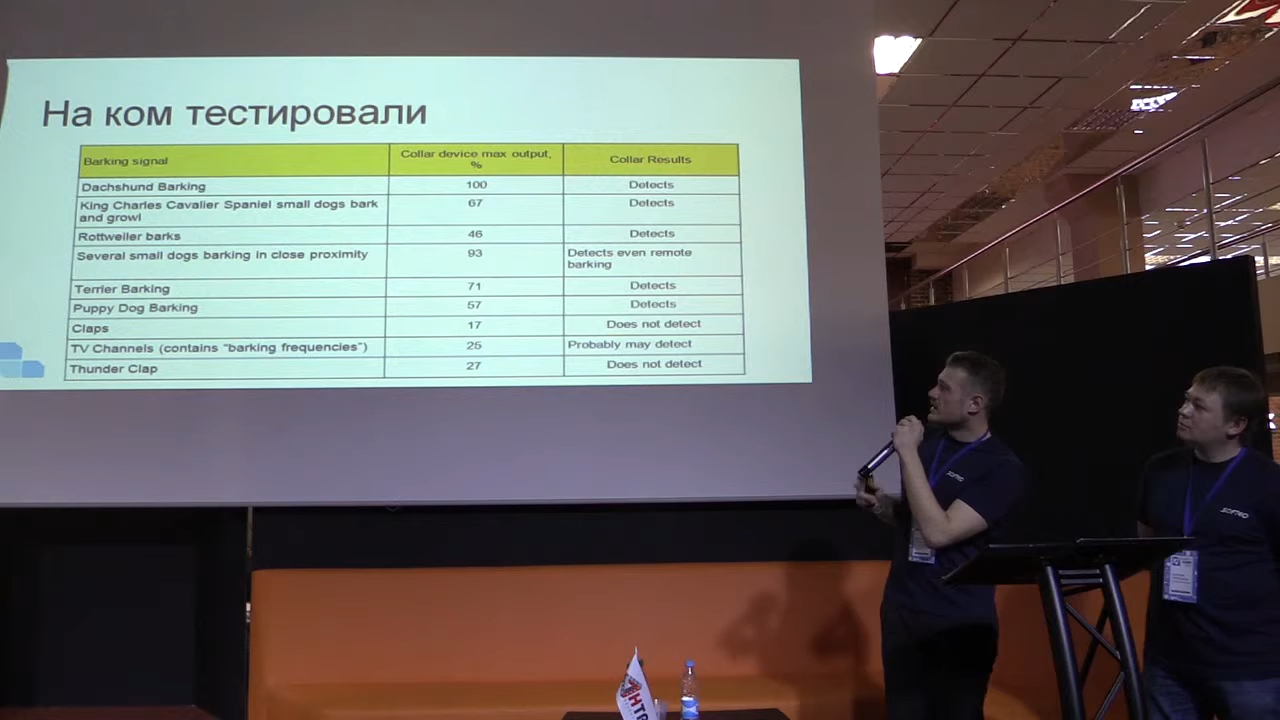 На ком тестировали
Barking signal
Collar device max output,
%
Collar Results
Dachshund Barking
100
Detects
King Charles Cavalier Spaniel small dogs bark
and growl
67
Detects
Rottweiler barks
46
Detects
Several small dogs barking in close proximity
93
Detects even remote
barking
Terrier Barking
71
Detects
Puppy Dog Barking
57
Detects
Claps
17
Does not detect
TV Channels (contains "barking frequencies")
25
Probably may detect
Thunder Clap
27
Does not detect